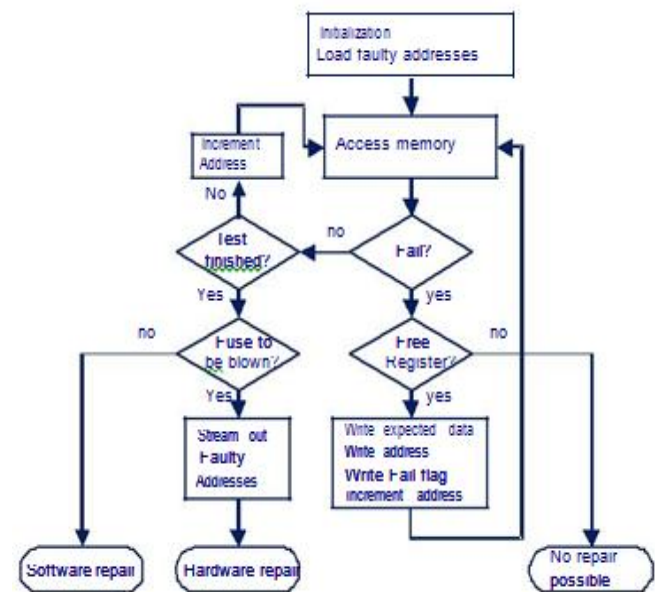 Initialization
Load faulty addresses
Increment
Address
Access memory
No
no
Test
finished?
Fail?
Yes
yes
no
Fuse to
be blown?
Free
Register?
no
Yes
yes
Stream out
Faulty
Addresses
Write expected data
Write address
Write Fail flag
increment address
Software repair
Hardware repair
No repair
possible